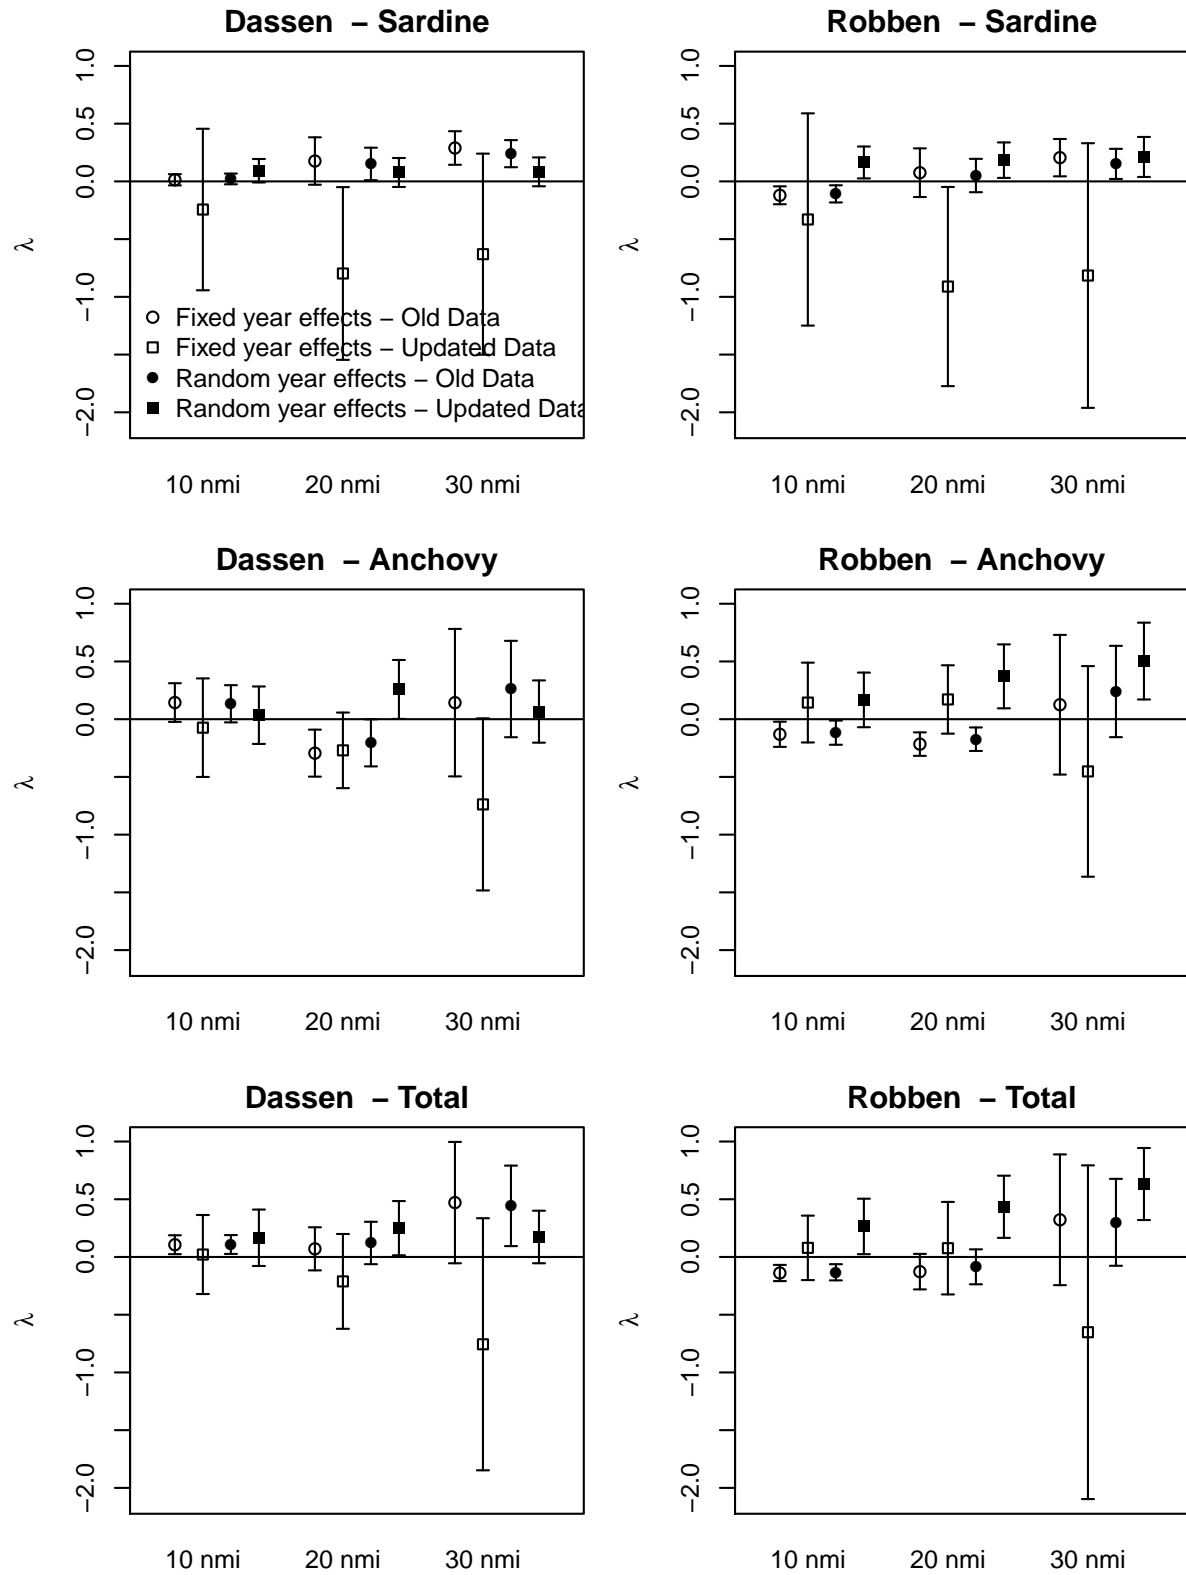 Dassen – Sardine
Robben – Sardine
1.0
0.5
0.0
−1.0
−2.0
λ
Fixed year effects – Old Data
Fixed year effects – Updated Data
Random year effects – Old Data
Random year effects – Updated Data
10 nmi 20 nmi 30 nmi
1.0
0.5
0.0
−1.0
−2.0
λ
10 nmi 20 nmi 30 nmi
Dassen – Anchovy
Robben – Anchovy
1.0
0.5
0.0
−1.0
−2.0
λ
10 nmi 20 nmi 30 nmi
1.0
0.5
0.0
−1.0
−2.0
λ
10 nmi 20 nmi 30 nmi
Dassen – Total
Robben – Total
1.0
0.5
0.0
−1.0
−2.0
λ
10 nmi 20 nmi 30 nmi
1.0
0.5
0.0
−1.0
−2.0
λ
10 nmi 20 nmi 30 nmi